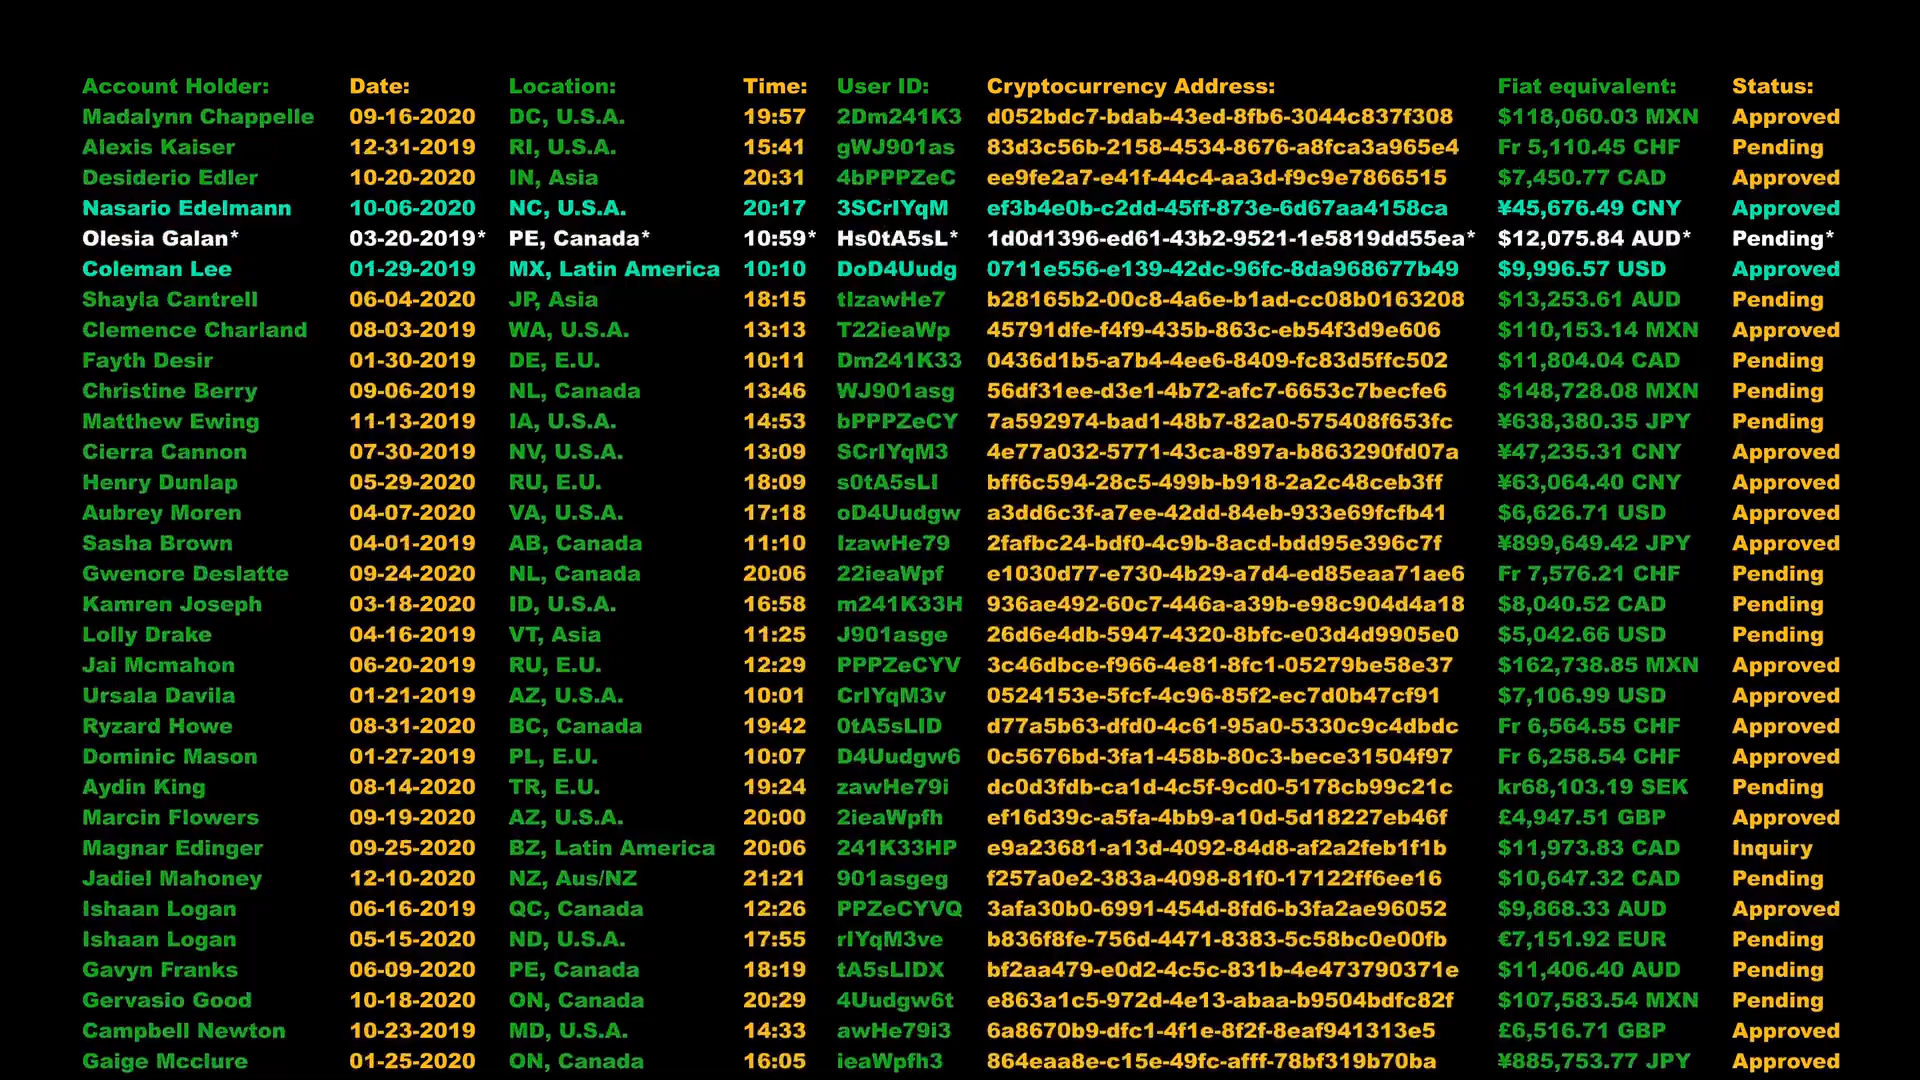 Account Holder: Date: Location: Time: User ID: Cryptocurrency Address: Fiat equivalent: Status:
Madalynn Chappelle 09-16-2020 DC, U.S.A. 19:57 2Dm241K3 d052bdc7-bdab-43ed-8fb6-3044c837f308 $118,060.03 MXN Approved
Alexis Kaiser 12-31-2019 RI, U.S.A. 15:41 gWJ901as 83d3c56b-2158-4534-8676-a8fca3a965e4 Fr 5,110.45 CHF Pending
Desiderio Edler 10-20-2020 IN, Asia 20:31 4bPPPZeC ee9fe2a7-e41f-44c4-aa3d-f9c9e7866515 $7,450.77 CAD Approved
Nasario Edelmann 10-06-2020 NC, U.S.A. 20:17 3SCrIYqM ef3b4e0b-c2dd-45ff-873e-6d67aa4158ca ¥45,676.49 CNY Approved
Olesia Galan* 03-20-2019* PE, Canada* 10:59* Hs0tA5sL* 1d0d1396-ed61-43b2-9521-1e5819dd55ea* $12,075.84 AUD* Pending*
Coleman Lee 01-29-2019 MX, Latin America 10:10 DoD4Uudg 0711e556-e139-42dc-96fc-8da968677b49 $9,996.57 USD Approved
Shayla Cantrell 06-04-2020 JP, Asia 18:15 tIzawHe7 b28165b2-00c8-4a6e-b1ad-cc08b0163208 $13,253.61 AUD Pending
Clemence Charland 08-03-2019 WA, U.S.A. 13:13 T22ieaWp 45791dfe-f4f9-435b-863c-eb54f3d9e606 $110,153.14 MXN Approved
Fayth Desir 01-30-2019 DE, E.U. 10:11 Dm241K33 0436d1b5-a7b4-4ee6-8409-fc83d5ffc502 $11,804.04 CAD Pending
Christine Berry 09-06-2019 NL, Canada 13:46 WJ901asg 56df31ee-d3e1-4b72-afc7-6653c7becfe6 $148,728.08 MXN Pending
Matthew Ewing 11-13-2019 IA, U.S.A. 14:53 bPPPZeCY 7a592974-bad1-48b7-82a0-575408f653fc ¥638,380.35 JPY Pending
Cierra Cannon 07-30-2019 NV, U.S.A. 13:09 SCrIYqM3 4e77a032-5771-43ca-897a-b863290fd07a ¥47,235.31 CNY Approved
Henry Dunlap 05-29-2020 RU, E.U. 18:09 s0tA5sLI bff6c594-28c5-499b-b918-2a2c48ceb3ff ¥63,064.40 CNY Approved
Aubrey Moren 04-07-2020 VA, U.S.A. 17:18 oD4Uudgw a3dd6c3f-a7ee-42dd-84eb-933e69fcfb41 $6,626.71 USD Approved
Sasha Brown 04-01-2019 AB, Canada 11:10 IzawHe79 2fafbc24-bdf0-4c9b-8acd-bdd95e396c7f ¥899,649.42 JPY Approved
Gwenore Deslatte 09-24-2020 NL, Canada 20:06 22ieaWpf e1030d77-e730-4b29-a7d4-ed85eaa71ae6 Fr 7,576.21 CHF Pending
Kamren Joseph 03-18-2020 ID, U.S.A. 16:58 m241K33H 936ae492-60c7-446a-a39b-e98c904d4a18 $8,040.52 CAD Pending
Lolly Drake 04-16-2019 VT, Asia 11:25 J901asge 26d6e4db-5947-4320-8bfc-e03d4d9905e0 $5,042.66 USD Pending
Jai Mcmahon 06-20-2019 RU, E.U. 12:29 PPPZeCYV 3c46dbce-f966-4e81-8fc1-05279be58e37 $162,738.85 MXN Approved
Ursala Davila 01-21-2019 AZ, U.S.A. 10:01 CrIYqM3v 0524153e-5fcf-4c96-85f2-ec7d0b47cf91 $7,106.99 USD Approved
Ryzard Howe 08-31-2020 BC, Canada 19:42 0tA5sLID d77a5b63-dfd0-4c61-95a0-5330c9c4dbdc Fr 6,564.55 CHF Approved
Dominic Mason 01-27-2019 PL, E.U. 10:07 D4Uudgw6 0c5676bd-3fa1-458b-80c3-bece31504f97 Fr 6,258.54 CHF Approved
Aydin King 08-14-2020 TR, E.U. 19:24 zawHe79i dc0d3fdb-ca1d-4c5f-9cd0-5178cb99c21c kr68,103.19 SEK Pending
Marcin Flowers 09-19-2020 AZ, U.S.A. 20:00 2ieaWpfh ef16d39c-a5fa-4bb9-a10d-5d18227eb46f £4,947.51 GBP Approved
Magnar Edinger 09-25-2020 BZ, Latin America 20:06 241K33HP e9a23681-a13d-4092-84d8-af2a2feb1f1b $11,973.83 CAD Inquiry
Jadiel Mahoney 12-10-2020 NZ, Aus/NZ 21:21 901asgeg f257a0e2-383a-4098-81f0-17122ff6ee16 $10,647.32 CAD Pending
Ishaan Logan 06-16-2019 QC, Canada 12:26 PPZeCYVQ 3afa30b0-6991-454d-8fd6-b3fa2ae96052 $9,868.33 AUD Approved
Ishaan Logan 05-15-2020 ND, U.S.A. 17:55 rIYqM3ve b836f8fe-756d-4471-8383-5c58bc0e00fb €7,151.92 EUR Pending
Gavyn Franks 06-09-2020 PE, Canada 18:19 tA5sLIDX bf2aa479-e0d2-4c5c-831b-4e473790371e $11,406.40 AUD Pending
Gervasio Good 10-18-2020 ON, Canada 20:29 4Uudgw6t e863a1c5-972d-4e13-abaa-b9504bdfc82f $107,583.54 MXN Pending
Campbell Newton 10-23-2019 MD, U.S.A. 14:33 awHe79i3 6a8670b9-dfc1-4f1e-8f2f-8eaf941313e5 £6,516.71 GBP Approved
Gaige Mcclure 01-25-2020 ON, Canada 16:05 ieaWpfh3 864eaa8e-c15e-49fc-afff-78bf319b70ba ¥885,753.77 JPY Approved